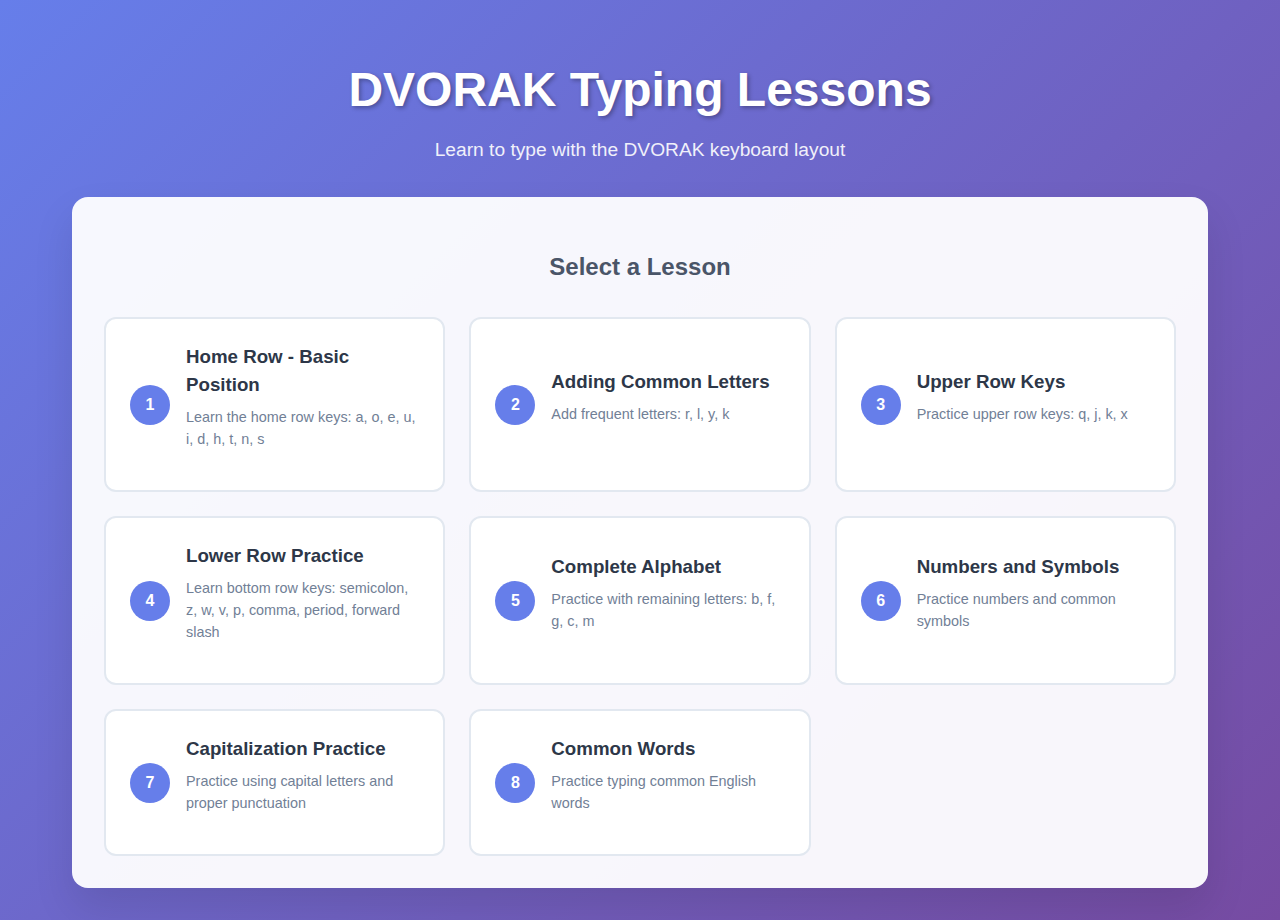 DVORAK Typing Lessons
Learn to type with the DVORAK keyboard layout
Select a Lesson
1
Home Row - Basic
Position
Learn the home row keys: a, o, e, u,
i, d, h, t, n, s
2
Adding Common Letters
Add frequent letters: r, l, y, k
3
Upper Row Keys
Practice upper row keys: q, j, k, x
4
Lower Row Practice
Learn bottom row keys: semicolon,
z, w, v, p, comma, period, forward
slash
5
Complete Alphabet
Practice with remaining letters: b, f,
g, c, m
6
Numbers and Symbols
Practice numbers and common
symbols
7
Capitalization Practice
Practice using capital letters and
proper punctuation
8
Common Words
Practice typing common English
words